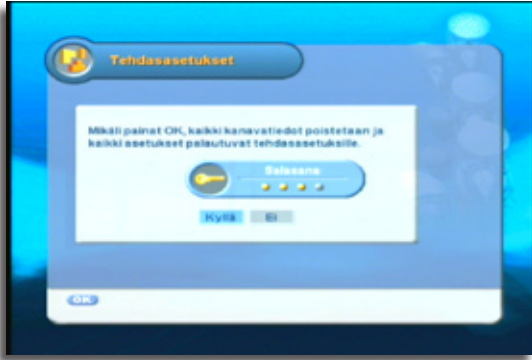 Tehdasasetukset
Mikäli painat OK, kaikki kanavatiedot poistetaan ja
kaikki asetukset palautuvat tehdasasetuksille.
Salasana
Kyllä Ei
OK